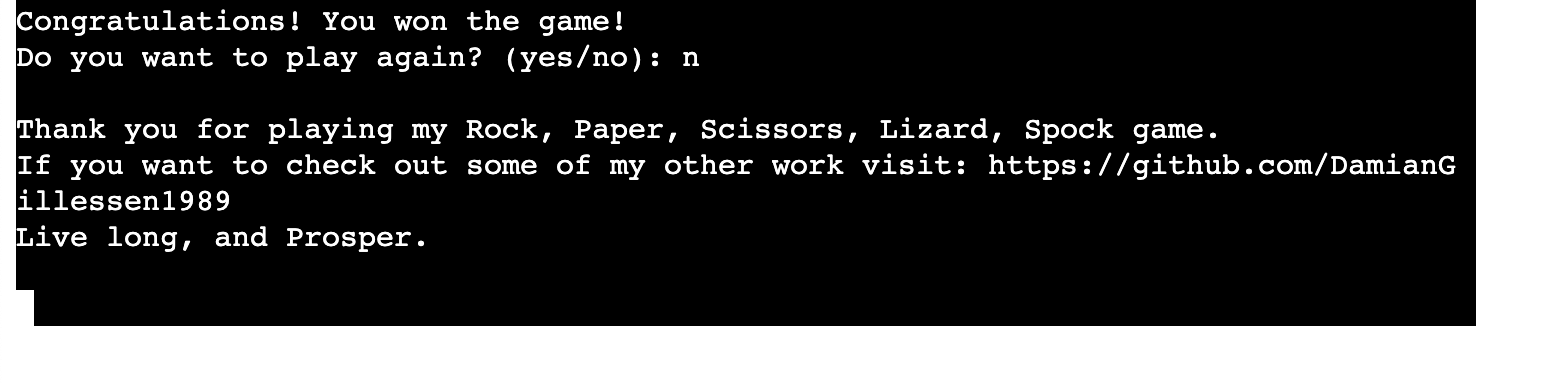 Congratulations! You won the game!
Do you want to play again? (yes/no): n
Thank you for playing my Rock, Paper, Scissors, Lizard, Spock game.
If you want to check out some of my other work visit: https://github.com/DamianG
illessen1989
Live long, and Prosper.